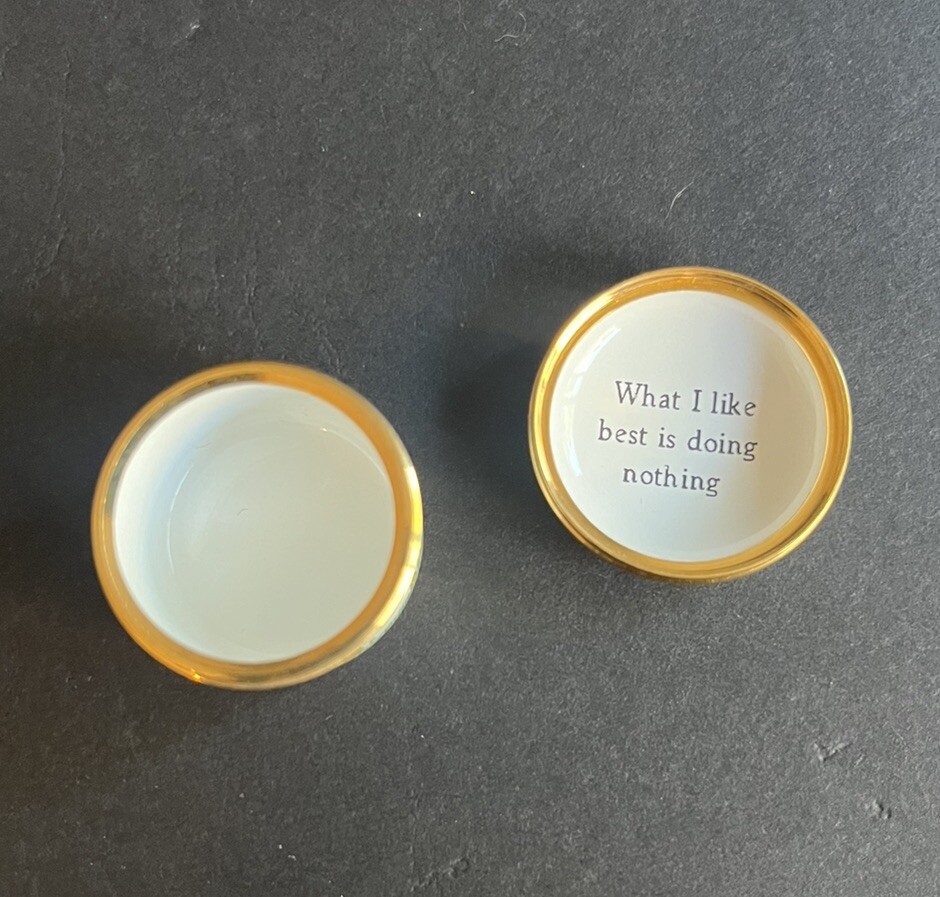 What I like
best is doing
nothing